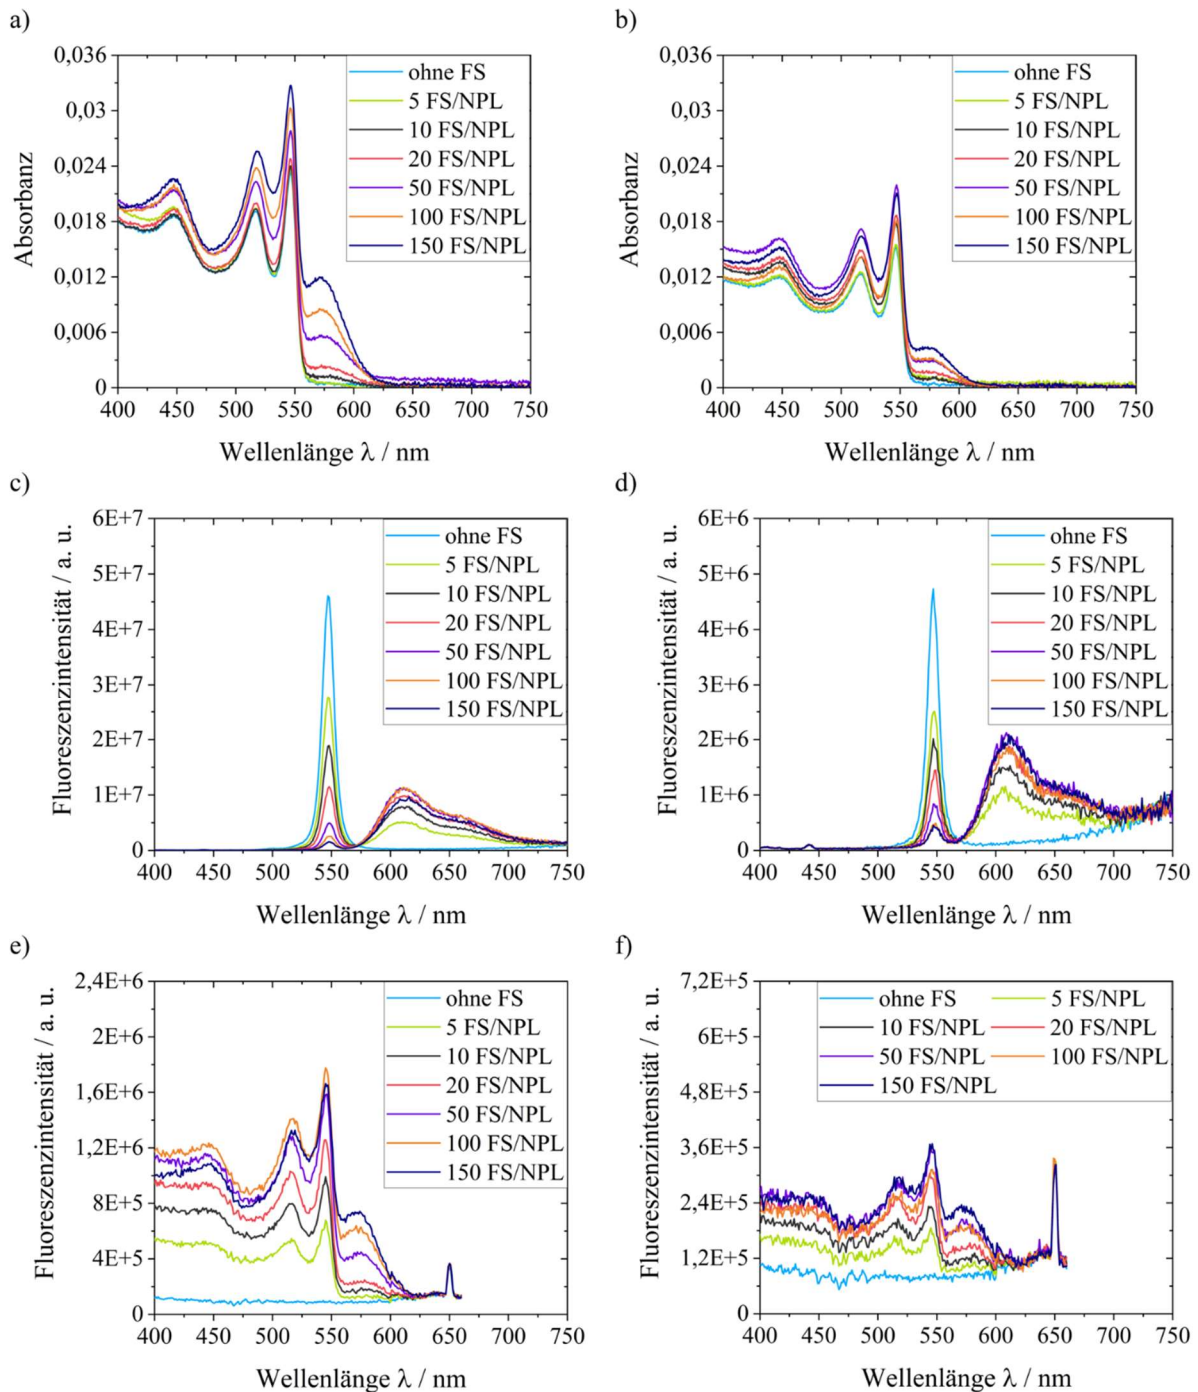 a)
0,036
0,03
0,024
0,018
0,012
0,006
0
Absorbanz
400 450 500 550 600 650 700 750
Wellenlänge λ / nm
ohne FS
5 FS/NPL
10 FS/NPL
20 FS/NPL
50 FS/NPL
100 FS/NPL
150 FS/NPL
b)
0,036
0,03
0,024
0,018
0,012
0,006
0
Absorbanz
400 450 500 550 600 650 700 750
Wellenlänge λ / nm
ohne FS
5 FS/NPL
10 FS/NPL
20 FS/NPL
50 FS/NPL
100 FS/NPL
150 FS/NPL
c)
6E+7
5E+7
4E+7
3E+7
2E+7
1E+7
0
Fluoreszenzintensität / a. u.
400 450 500 550 600 650 700 750
Wellenlänge λ / nm
ohne FS
5 FS/NPL
10 FS/NPL
20 FS/NPL
50 FS/NPL
100 FS/NPL
150 FS/NPL
d)
6E+6
5E+6
4E+6
3E+6
2E+6
1E+6
0
Fluoreszenzintensität / a. u.
400 450 500 550 600 650 700 750
Wellenlänge λ / nm
ohne FS
5 FS/NPL
10 FS/NPL
20 FS/NPL
50 FS/NPL
100 FS/NPL
150 FS/NPL
e)
2,4E+6
2E+6
1,6E+6
1,2E+6
8E+5
4E+5
0
Fluoreszenzintensität / a. u.
400 450 500 550 600 650 700 750
Wellenlänge λ / nm
ohne FS
5 FS/NPL
10 FS/NPL
20 FS/NPL
50 FS/NPL
100 FS/NPL
150 FS/NPL
f)
7,2E+5
6E+5
4,8E+5
3,6E+5
2,4E+5
1,2E+5
0
Fluoreszenzintensität / a. u.
400 450 500 550 600 650 700 750
Wellenlänge λ / nm
ohne FS 5 FS/NPL
10 FS/NPL 20 FS/NPL
50 FS/NPL 100 FS/NPL
150 FS/NPL